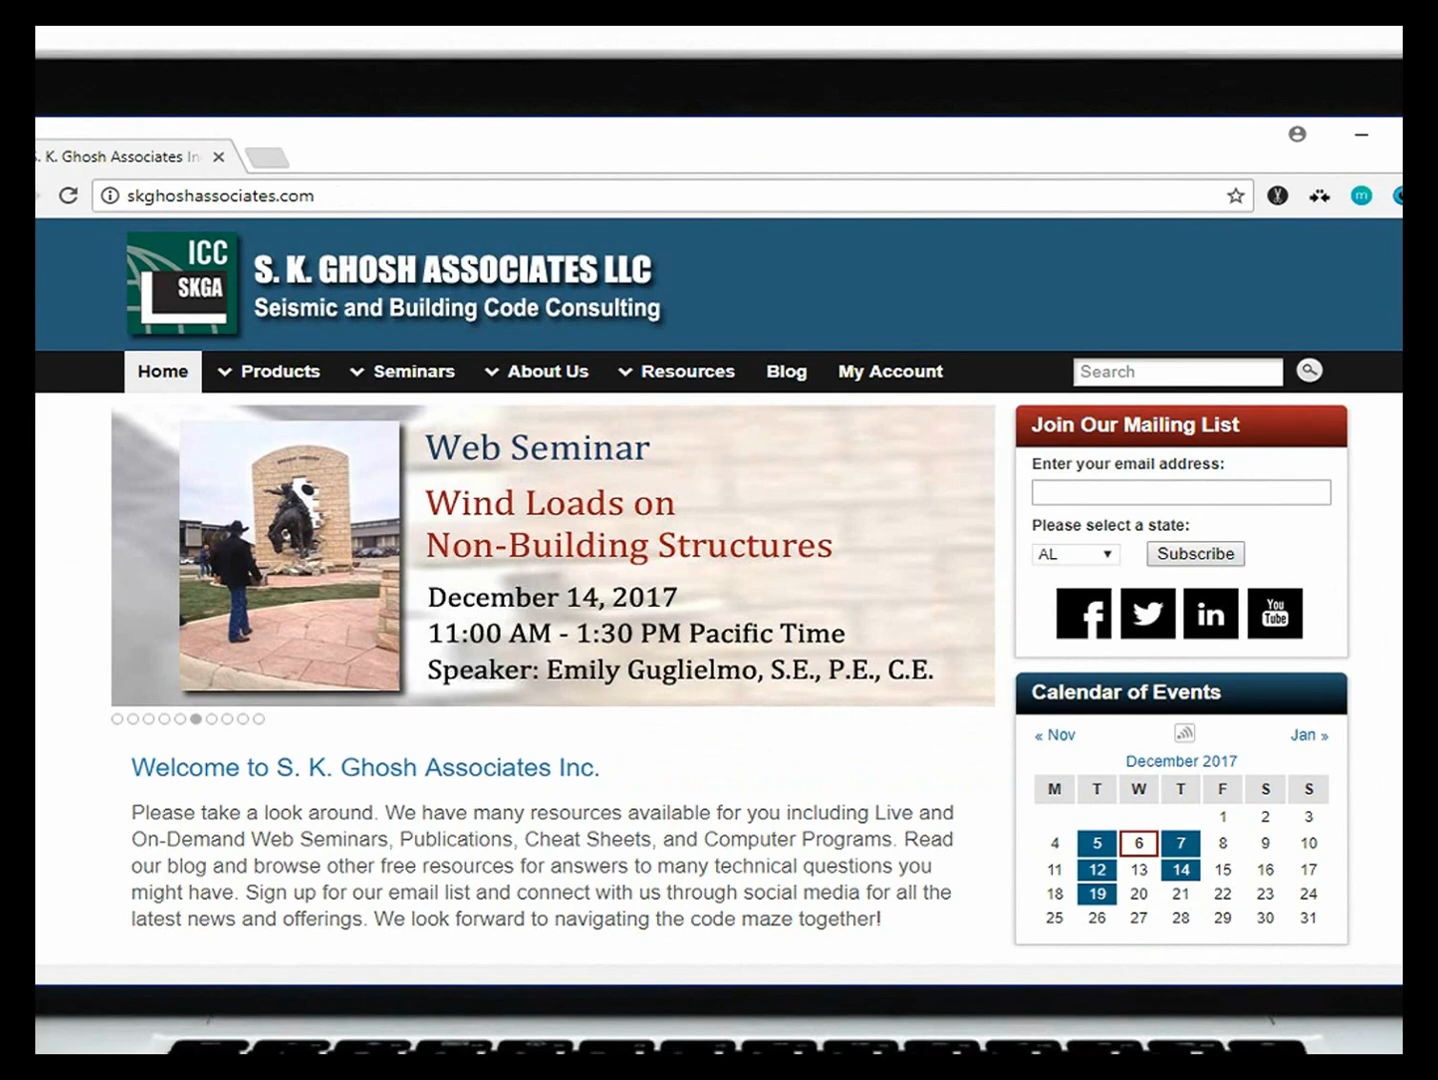 S. K. Ghosh Associates In
skghoshassociates.com
ICC
SKGA
S. K. GHOSH ASSOCIATES LLC
Seismic and Building Code Consulting
Home Products Seminars About Us Resources Blog My Account Search
Web Seminar
Wind Loads on
Non-Building Structures
December 14, 2017
11:00 AM - 1:30 PM Pacific Time
Speaker: Emily Guglielmo, S.E., P.E., C.E.
Welcome to S. K. Ghosh Associates Inc.
Please take a look around. We have many resources available for you including Live and
On-Demand Web Seminars, Publications, Cheat Sheets, and Computer Programs. Read
our blog and browse other free resources for answers to many technical questions you
might have. Sign up for our email list and connect with us through social media for all the
latest news and offerings. We look forward to navigating the code maze together!
Join Our Mailing List
Enter your email address:
Please select a state:
AL Subscribe
You
Tube
Calendar of Events
« Nov Jan »
December 2017
M T W T F S S
1 2 3
4 5 6 7 8 9 10
11 12 13 14 15 16 17
18 19 20 21 22 23 24
25 26 27 28 29 30 31